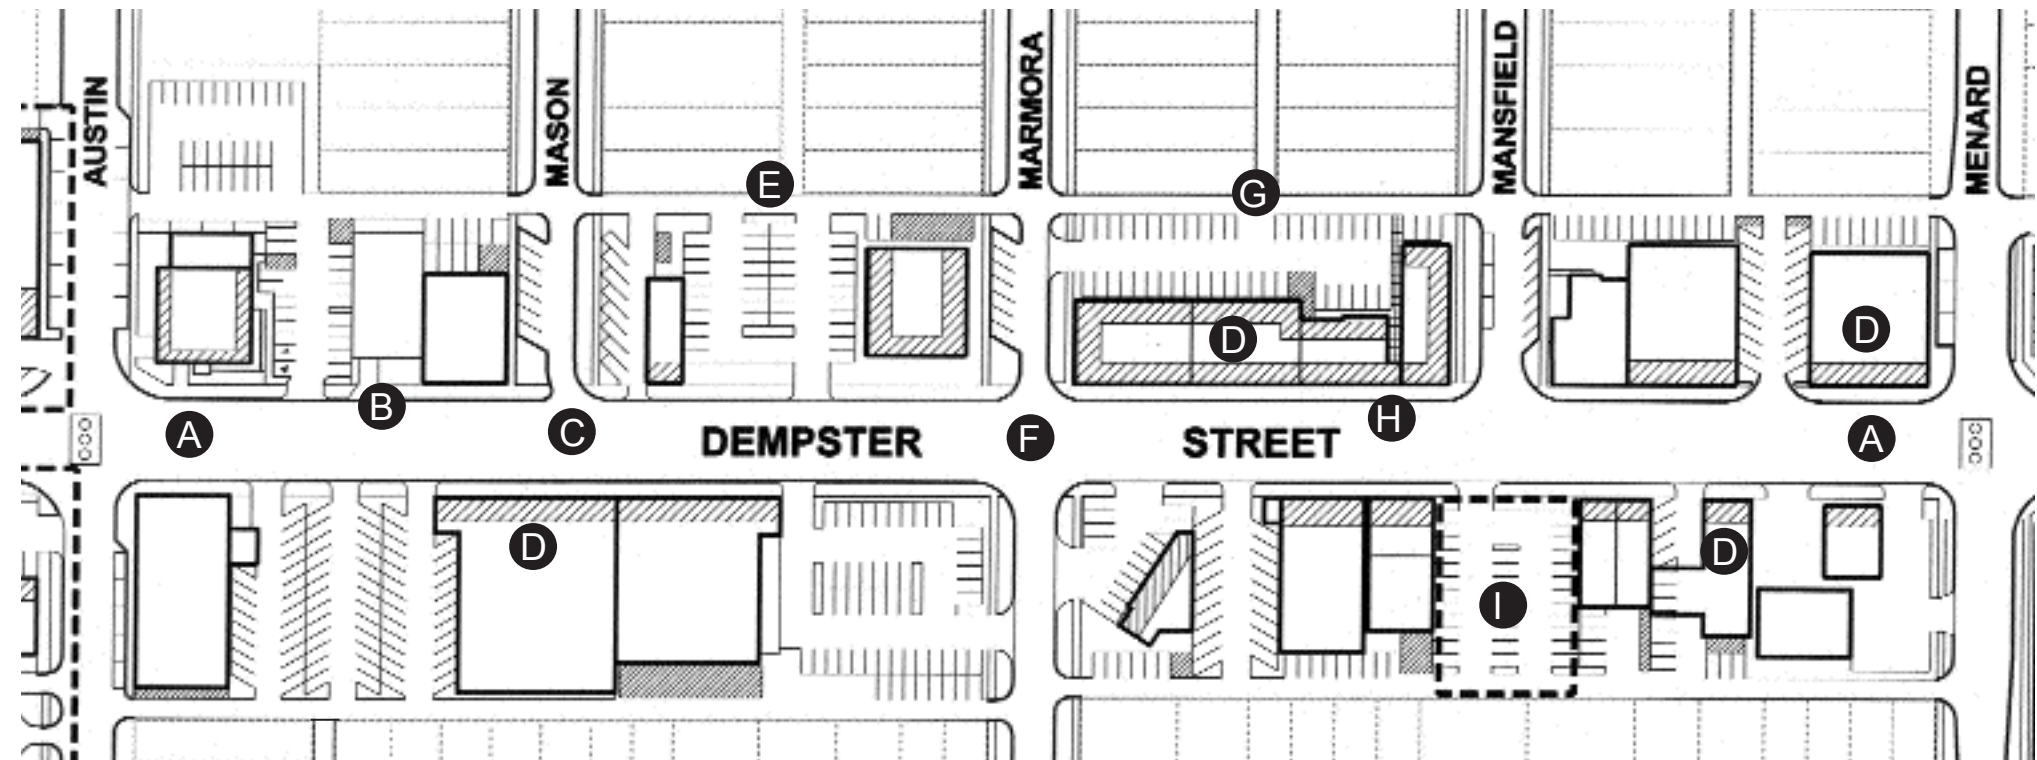 AUSTIN
MASON
MARMORA
MANSFIELD
MENARD
E
G
D
D
B
A
C
DEMPSTER
F
STREET
H
A
D
D
I